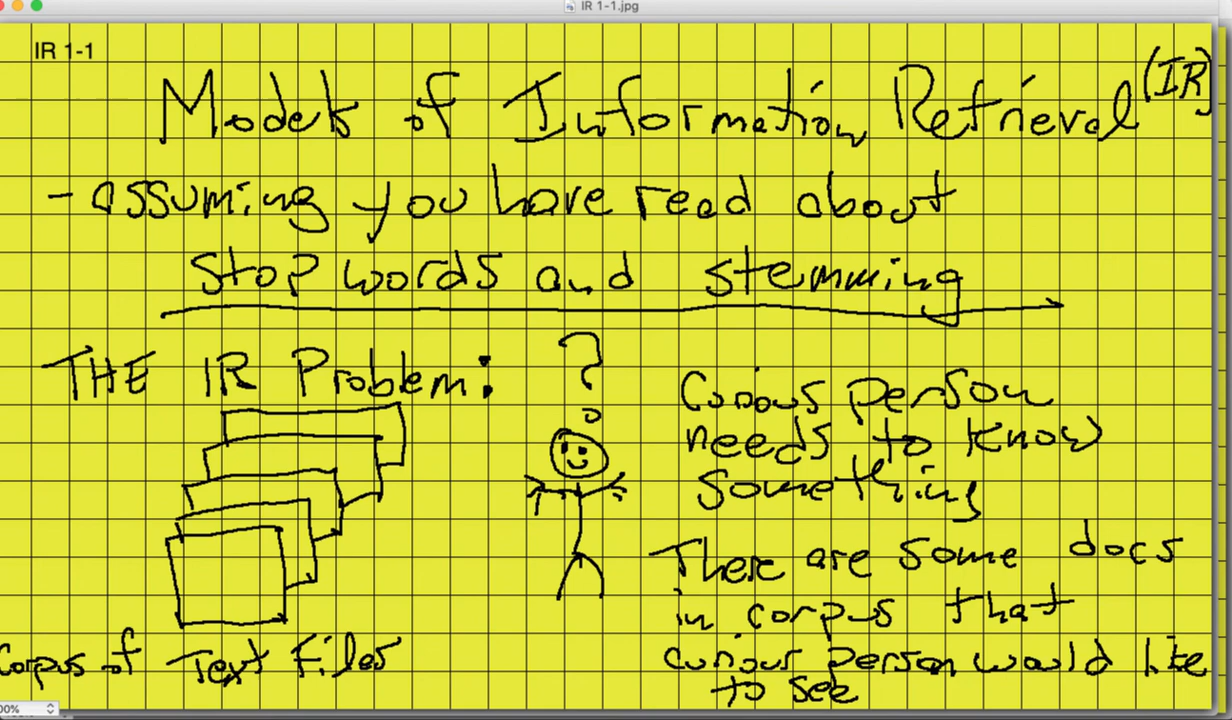 IR 1-1.jpg
IR 1-1
Models of Information Retrieval (IR)
- assuming you have read about
stop words and stemming
THE IR Problem:
?
Curious person
needs to know
something
There are some docs
in corpus that
curious person would like
to see
Corpus of Text Files
00%